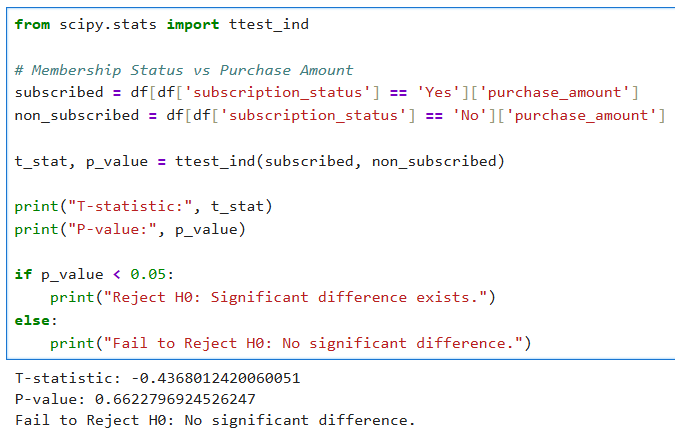 from scipy.stats import ttest_ind
# Membership Status vs Purchase Amount
subscribed = df[df['subscription_status'] == 'Yes']['purchase_amount']
non_subscribed = df[df['subscription_status'] == 'No']['purchase_amount']
t_stat, p_value = ttest_ind(subscribed, non_subscribed)
print("T-statistic:", t_stat)
print("P-value:", p_value)
if p_value < 0.05:
    print("Reject H0: Significant difference exists.")
else:
    print("Fail to Reject H0: No significant difference.")
T-statistic: -0.4368012420060051
P-value: 0.6622796924526247
Fail to Reject H0: No significant difference.